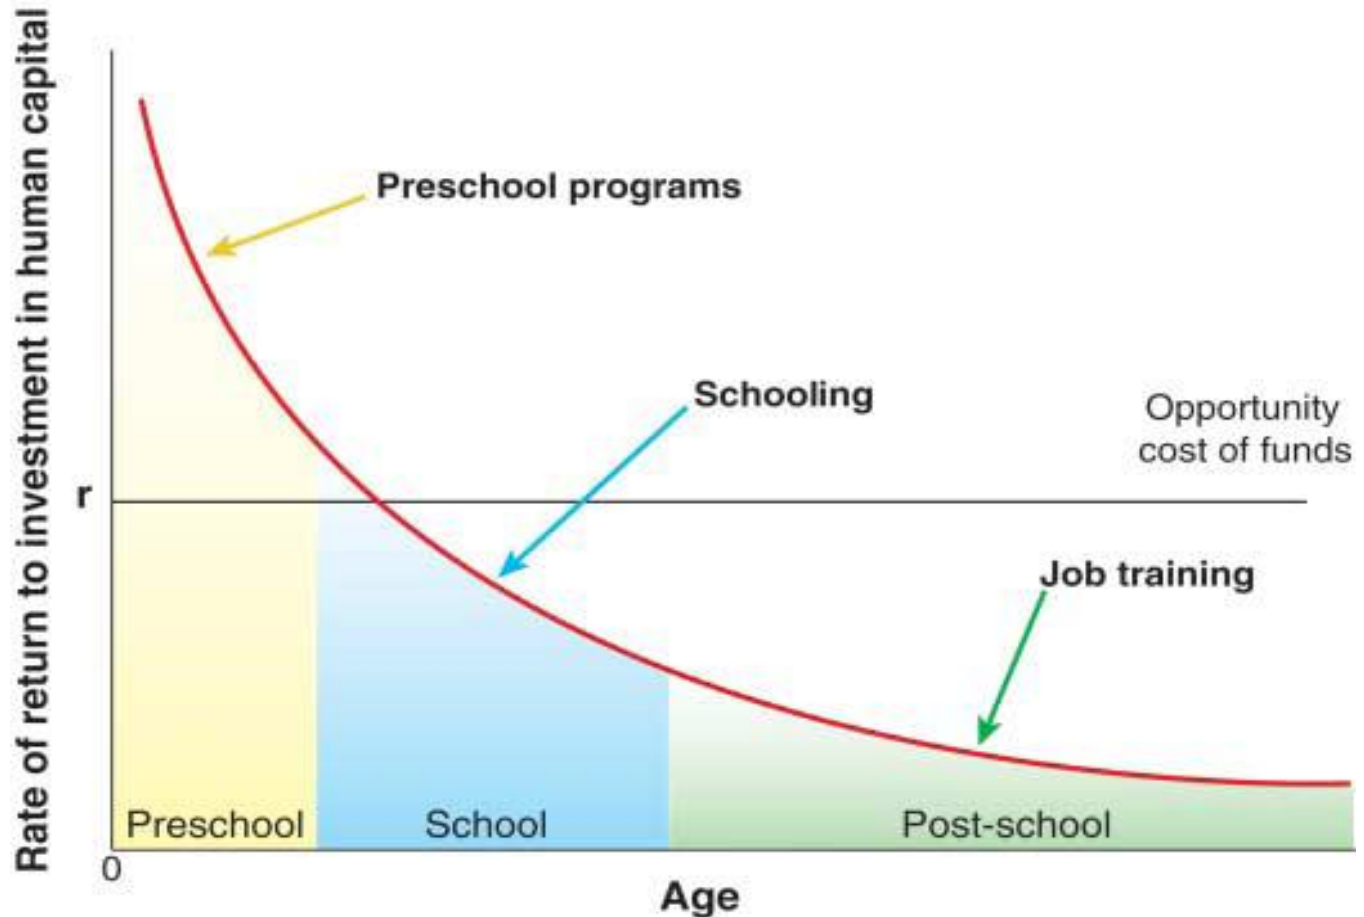 Rate of return to investment in human capital
Preschool programs
Schooling
Opportunity
cost of funds
r
Job training
Preschool
School
Post-school
0
Age